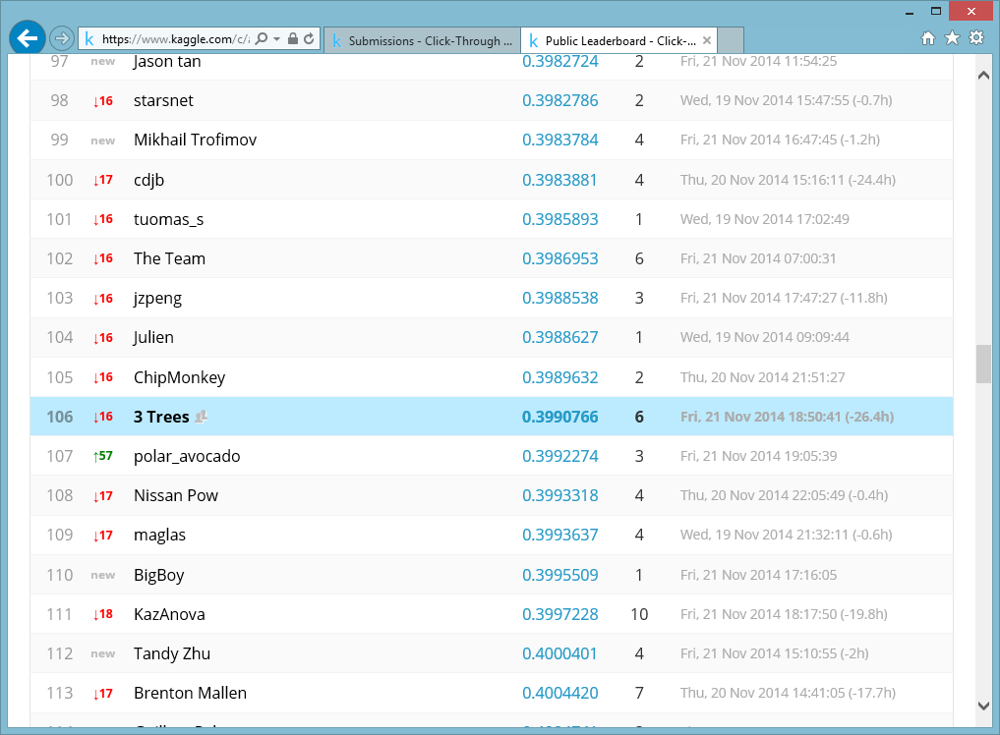 https://www.kaggle.com/c/
Submissions - Click-Through ...
Public Leaderboard - Click-...
97 new Jason tan 0.3982724 2 Fri, 21 Nov 2014 11:54:25
98 ↓16 starsnet 0.3982786 2 Wed, 19 Nov 2014 15:47:55 (-0.7h)
99 new Mikhail Trofimov 0.3983784 4 Fri, 21 Nov 2014 16:47:45 (-1.2h)
100 ↓17 cdjb 0.3983881 4 Thu, 20 Nov 2014 15:16:11 (-24.4h)
101 ↓16 tuomas_s 0.3985893 1 Wed, 19 Nov 2014 17:02:49
102 ↓16 The Team 0.3986953 6 Fri, 21 Nov 2014 07:00:31
103 ↓16 jzpeng 0.3988538 3 Fri, 21 Nov 2014 17:47:27 (-11.8h)
104 ↓16 Julien 0.3988627 1 Wed, 19 Nov 2014 09:09:44
105 ↓16 ChipMonkey 0.3989632 2 Thu, 20 Nov 2014 21:51:27
106 ↓16 3 Trees 0.3990766 6 Fri, 21 Nov 2014 18:50:41 (-26.4h)
107 ↑57 polar_avocado 0.3992274 3 Fri, 21 Nov 2014 19:05:39
108 ↓17 Nissan Pow 0.3993318 4 Thu, 20 Nov 2014 22:05:49 (-0.4h)
109 ↓17 maglas 0.3993637 4 Wed, 19 Nov 2014 21:32:11 (-0.6h)
110 new BigBoy 0.3995509 1 Fri, 21 Nov 2014 17:16:05
111 ↓18 KazAnova 0.3997228 10 Fri, 21 Nov 2014 18:17:50 (-19.8h)
112 new Tandy Zhu 0.4000401 4 Fri, 21 Nov 2014 15:10:55 (-2h)
113 ↓17 Brenton Mallen 0.4004420 7 Thu, 20 Nov 2014 14:41:05 (-17.7h)